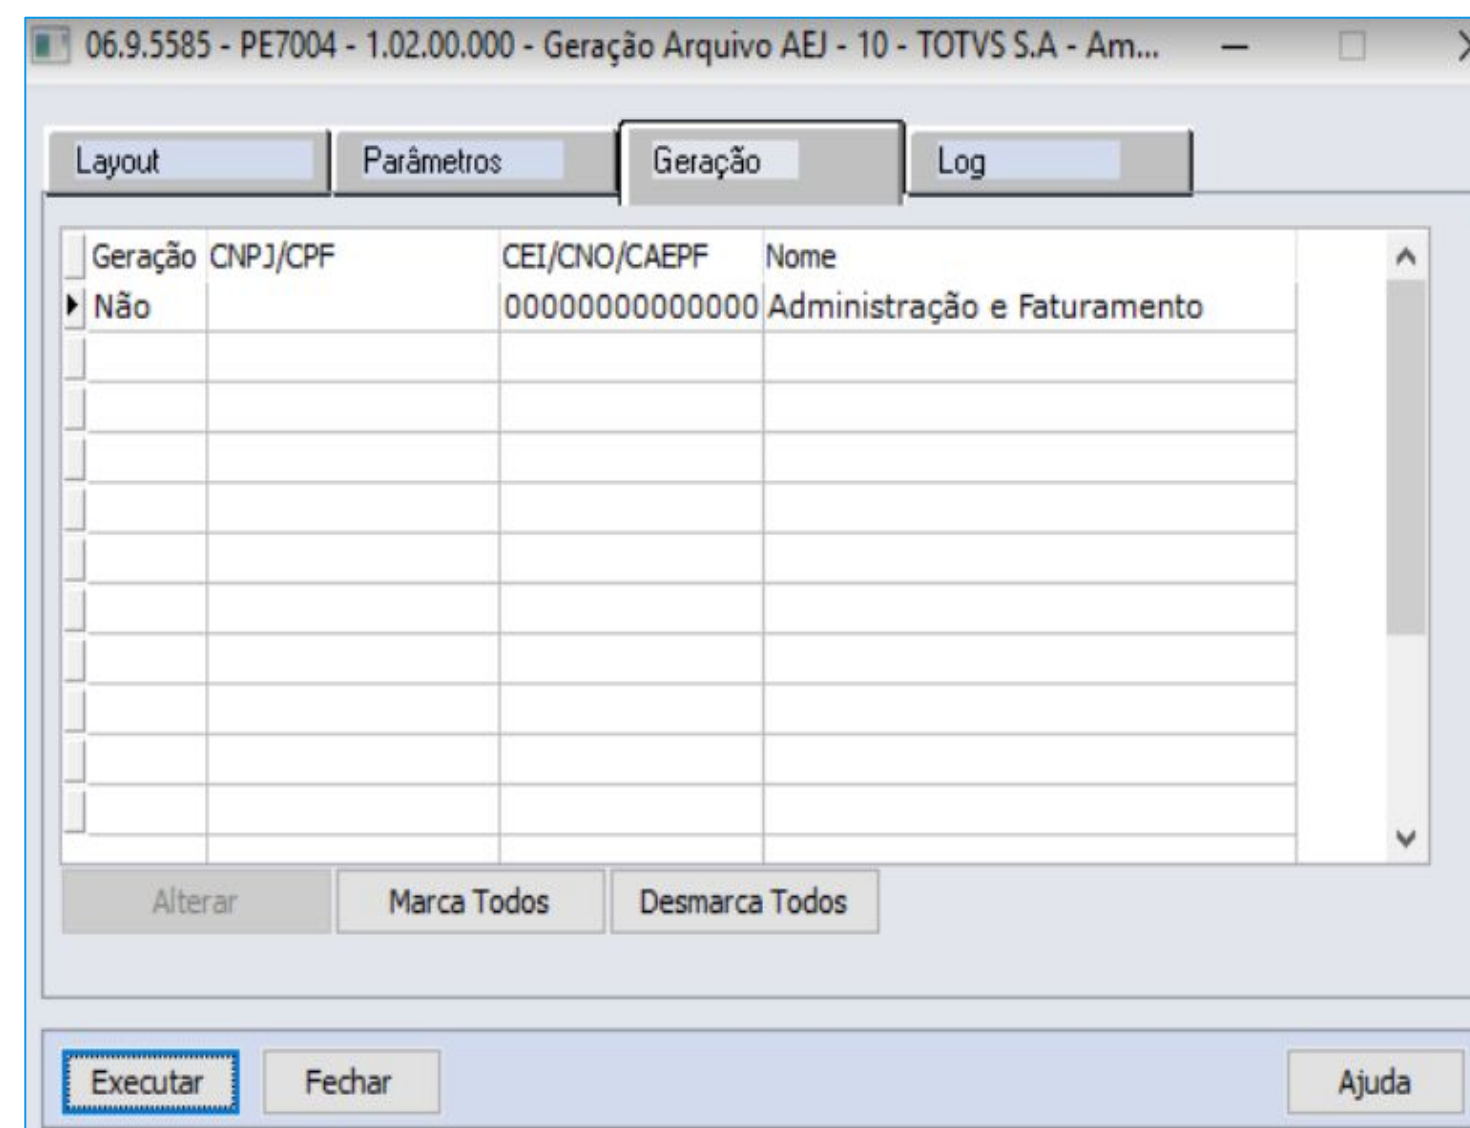 06.9.5585 - PE7004 - 1.02.00.000 - Geração Arquivo AEJ - 10 - TOTVS S.A - Am...
Layout Parâmetros Geração Log
Geração CNPJ/CPF CEI/CNO/CAEPF Nome
Não 00000000000000 Administração e Faturamento
Alterar Marca Todos Desmarca Todos
Executar Fechar Ajuda